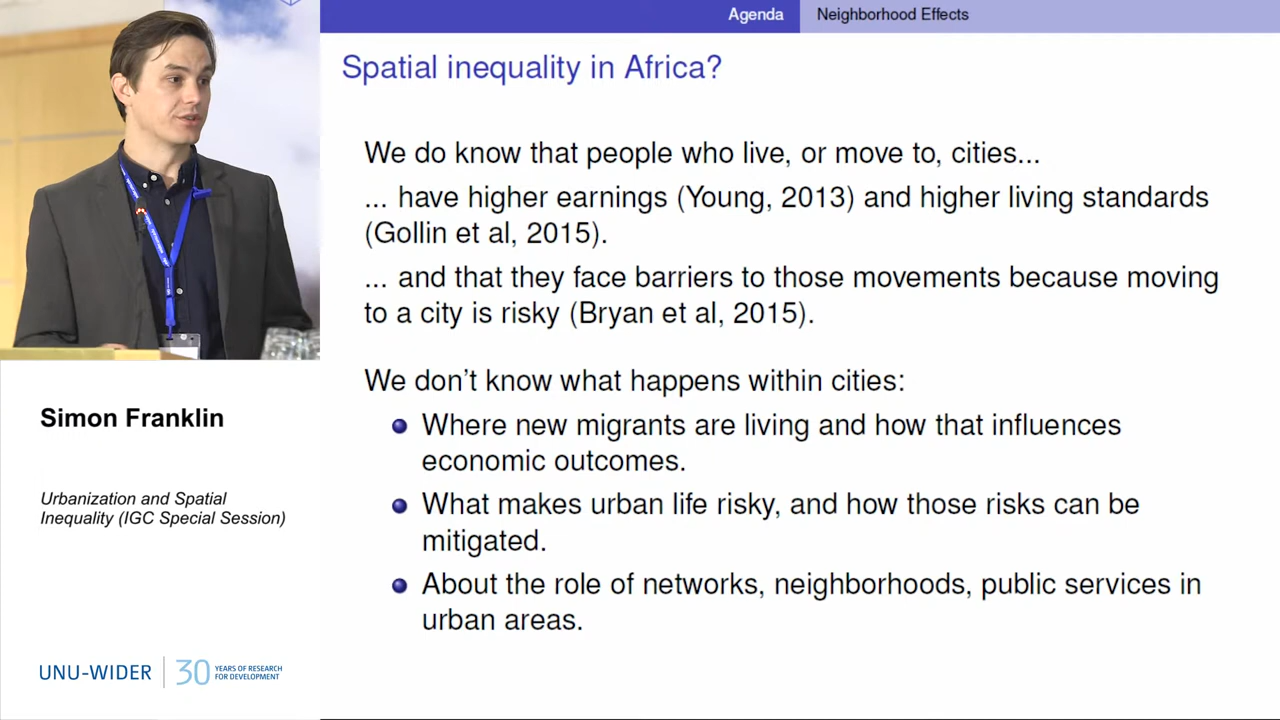 Agenda
Neighborhood Effects
Spatial inequality in Africa?
We do know that people who live, or move to, cities...
... have higher earnings (Young, 2013) and higher living standards
(Gollin et al, 2015).
... and that they face barriers to those movements because moving
to a city is risky (Bryan et al, 2015).
We don't know what happens within cities:
Where new migrants are living and how that influences
economic outcomes.
What makes urban life risky, and how those risks can be
mitigated.
About the role of networks, neighborhoods, public services in
urban areas.
Simon Franklin
Urbanization and Spatial
Inequality (IGC Special Session)
UNU-WIDER
30 YEARS OF RESEARCH
FOR DEVELOPMENT